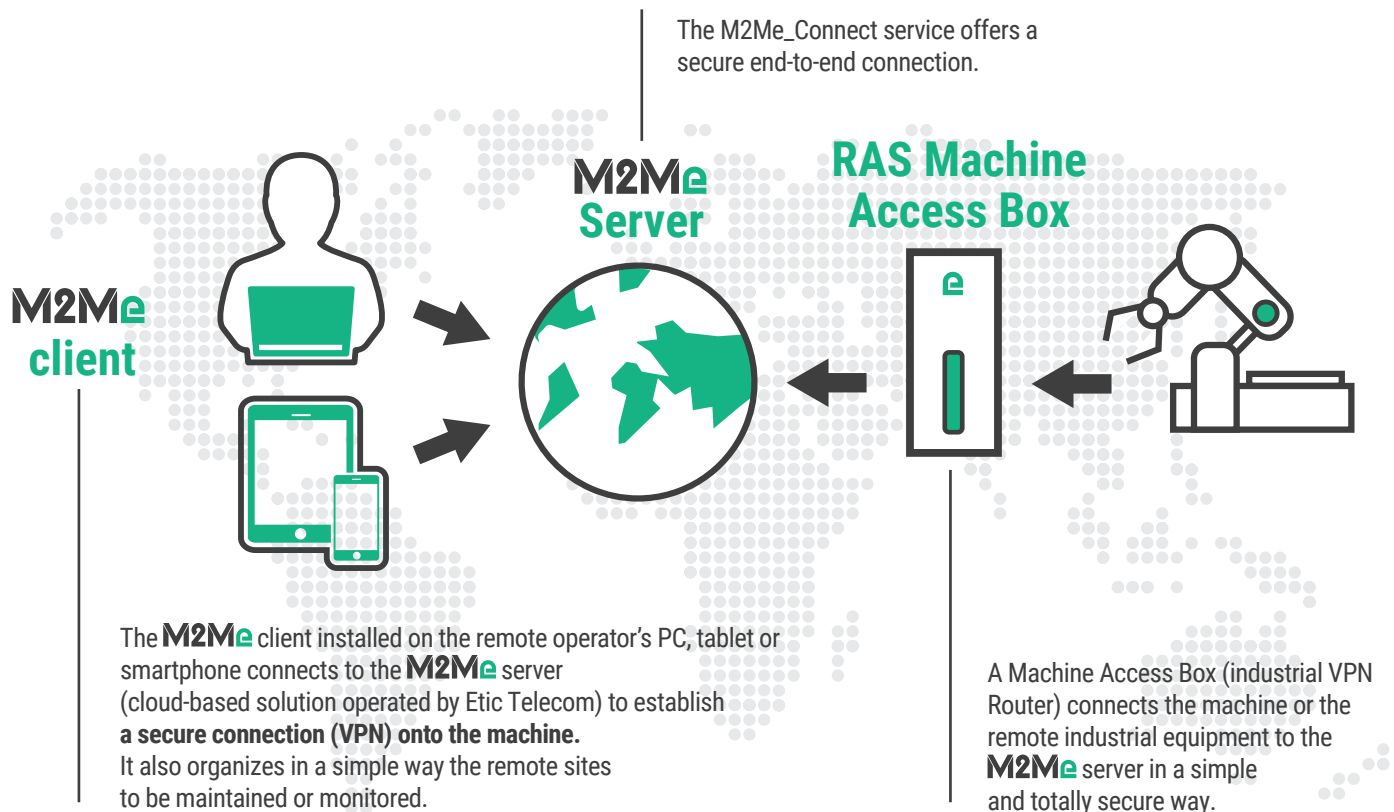 The M2Me_Connect service offers a
secure end-to-end connection.
M2Me
Server
RAS Machine
Access Box
e
M2Me
client
The M2Me client installed on the remote operator's PC, tablet or
smartphone connects to the M2Me server
(cloud-based solution operated by Etic Telecom) to establish
a secure connection (VPN) onto the machine.
It also organizes in a simple way the remote sites
to be maintained or monitored.
A Machine Access Box (industrial VPN
Router) connects the machine or the
remote industrial equipment to the
M2Me server in a simple
and totally secure way.